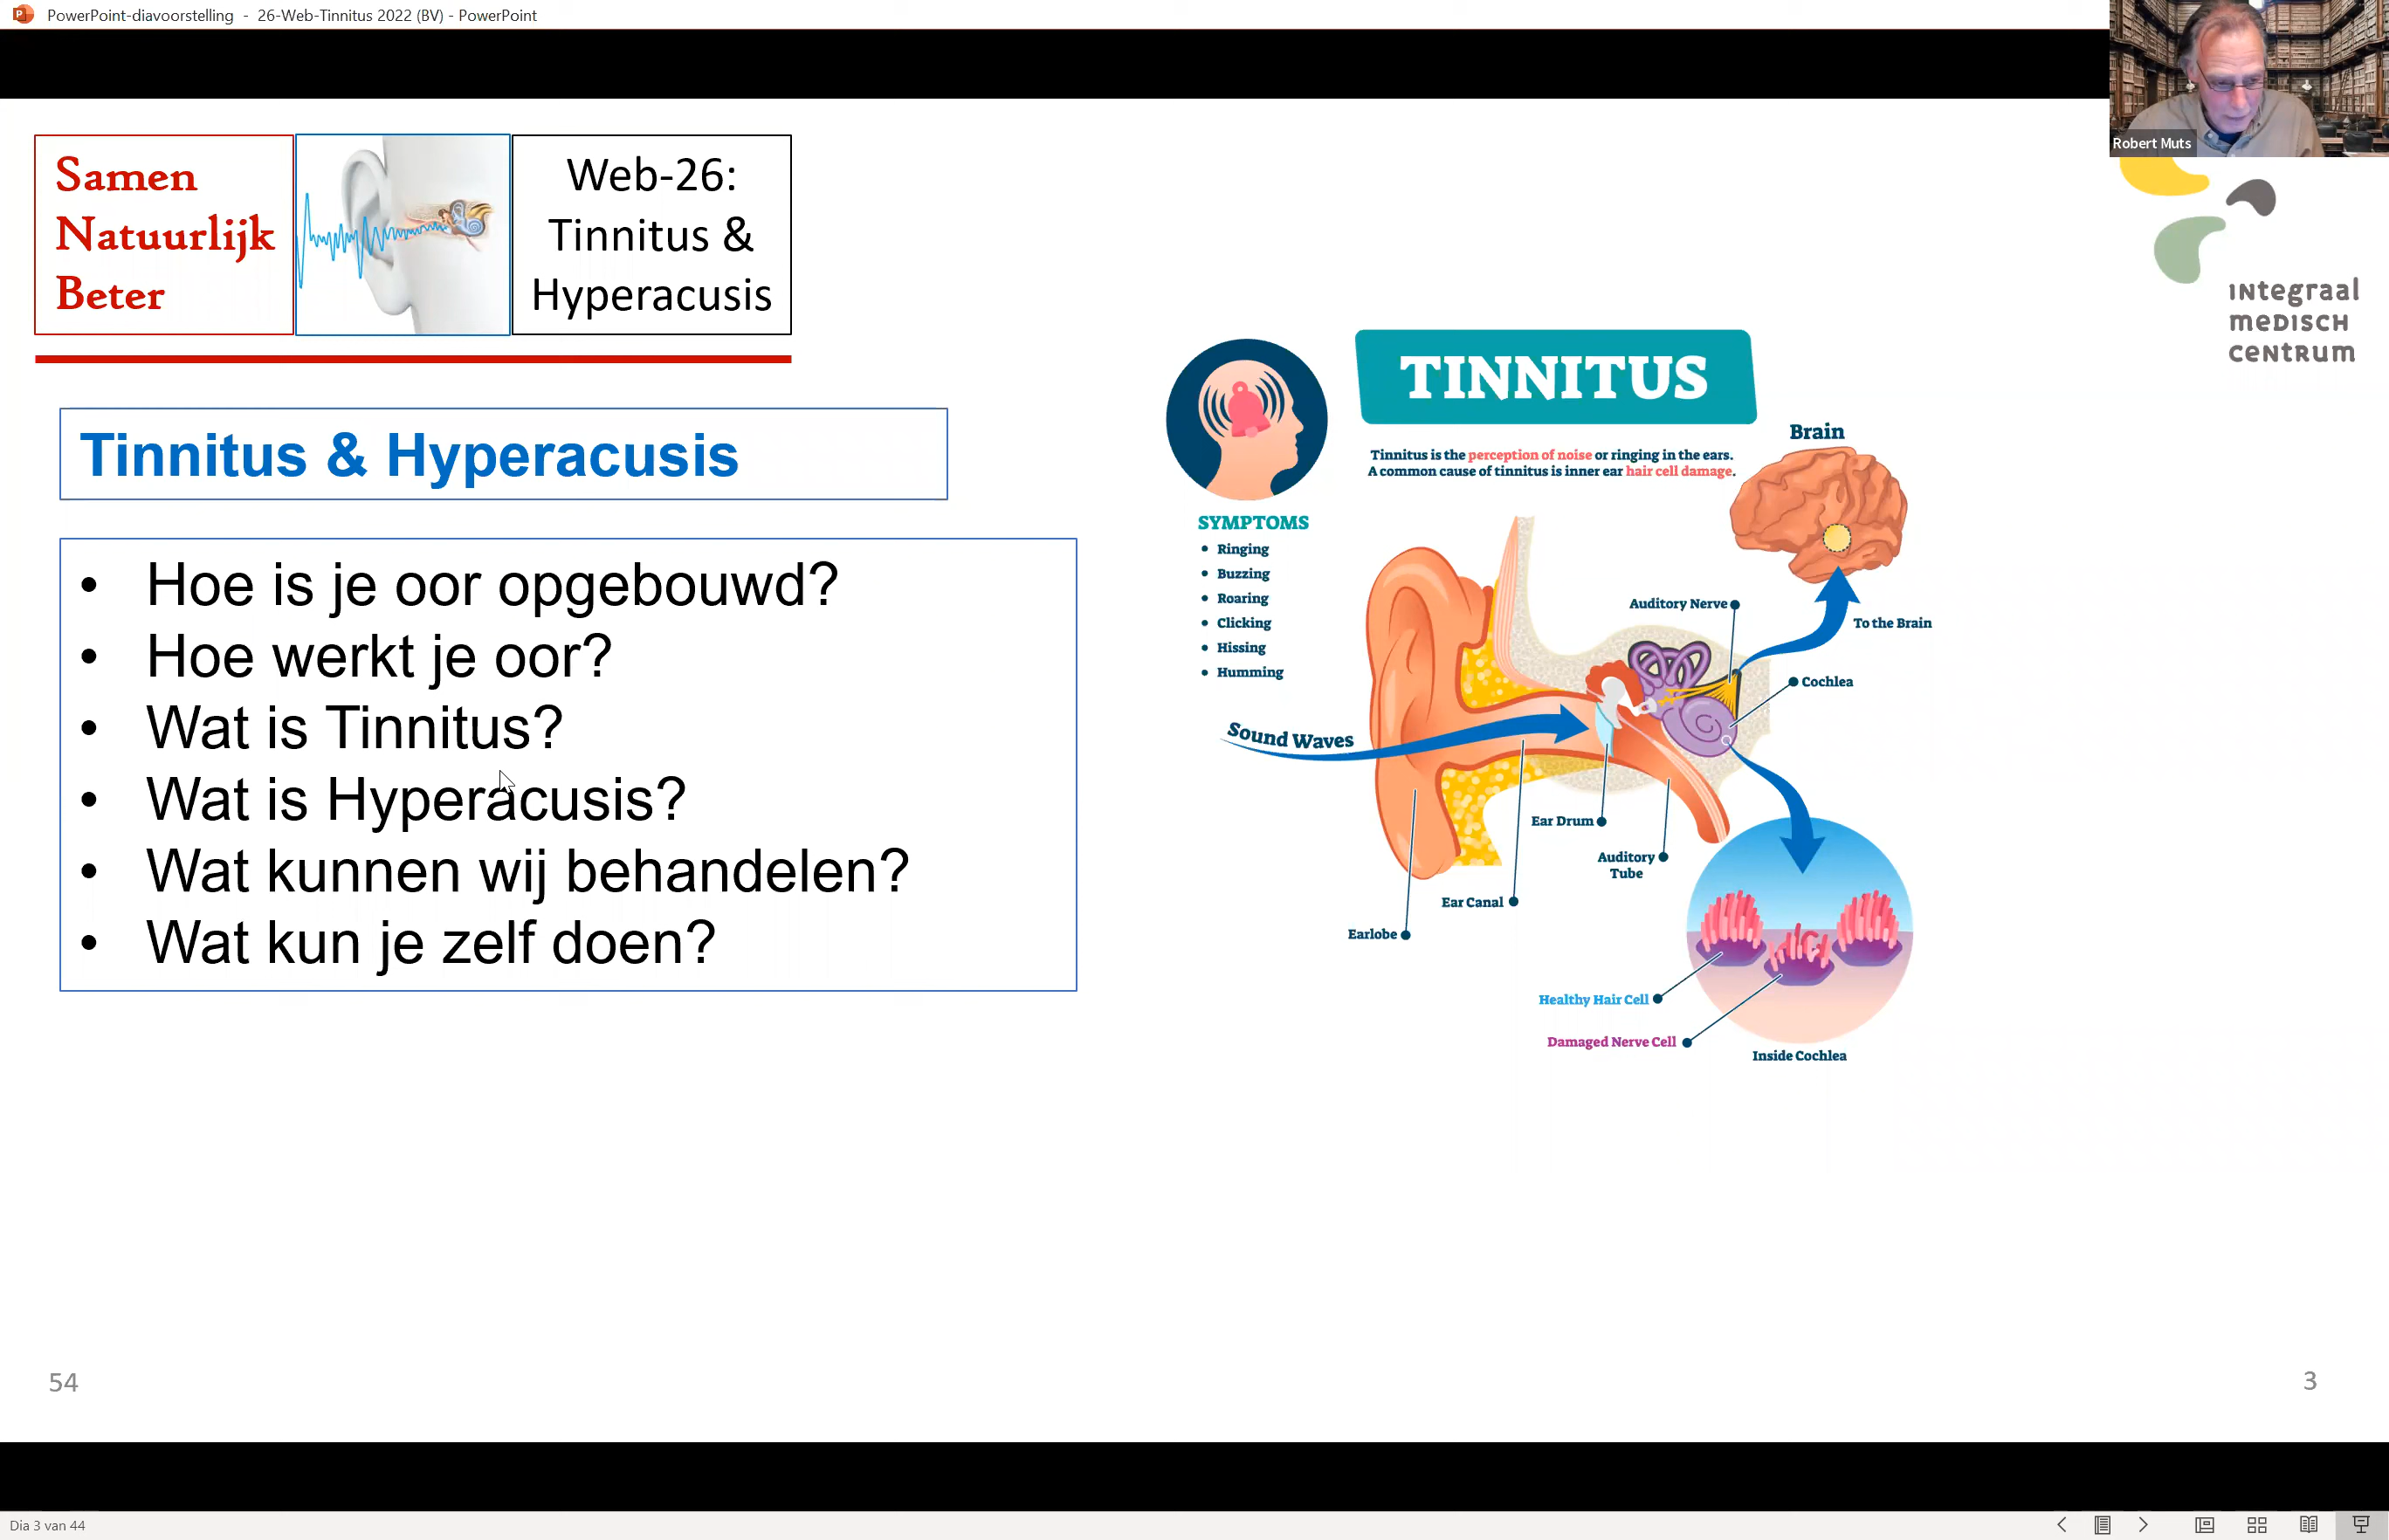 PowerPoint-diavoorstelling - 26-Web-Tinnitus 2022 (BV) - PowerPoint
Robert Muts
Samen
Natuurlijk
Beter
Web-26:
Tinnitus &
Hyperacusis
integraal
medisch
centrum
Tinnitus & Hyperacusis
• Hoe is je oor opgebouwd?
• Hoe werkt je oor?
• Wat is Tinnitus?
• Wat is Hyperacusis?
• Wat kunnen wij behandelen?
• Wat kun je zelf doen?
TINNITUS
Tinnitus is the perception of noise or ringing in the ears.
A common cause of tinnitus is inner ear hair cell damage.
SYMPTOMS
• Ringing
• Buzzing
• Roaring
• Clicking
• Hissing
• Humming
Brain
Auditory Nerve
To the Brain
Cochlea
Sound Waves
Ear Drum
Auditory
Tube
Ear Canal
Earlobe
Healthy Hair Cell
Damaged Nerve Cell
Inside Cochlea
54
3
Dia 3 van 44